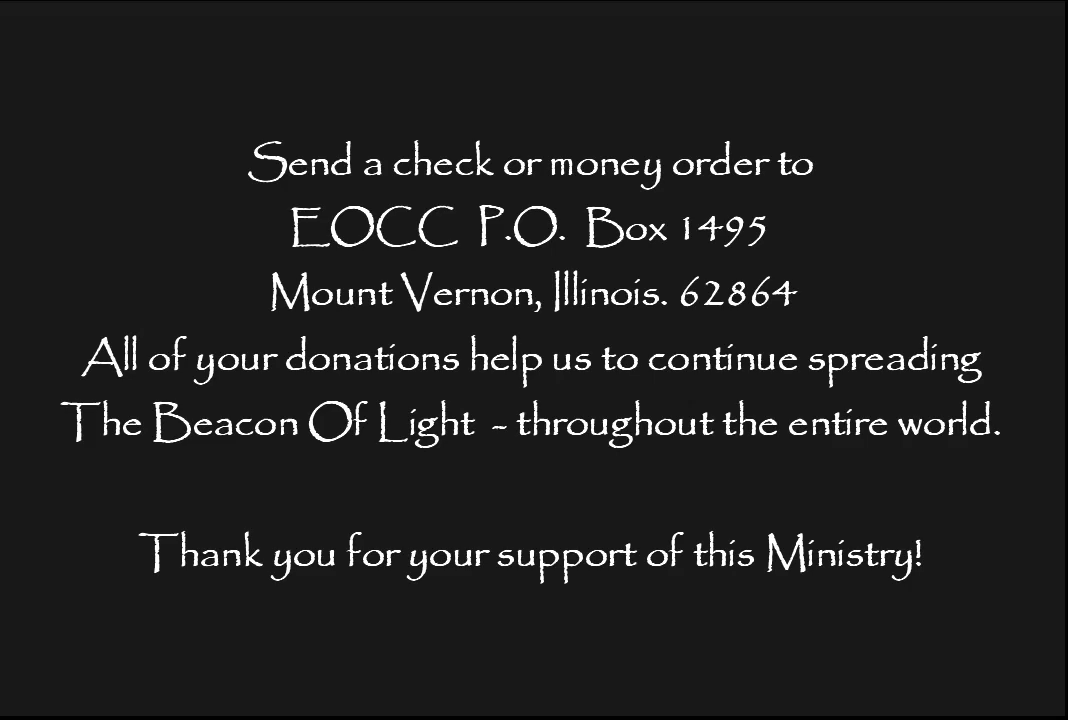 Send a check or money order to
EOCC P.O. Box 1495
Mount Vernon, Illinois. 62864
All of your donations help us to continue spreading
The Beacon Of Light - throughout the entire world.
Thank you for your support of this Ministry!